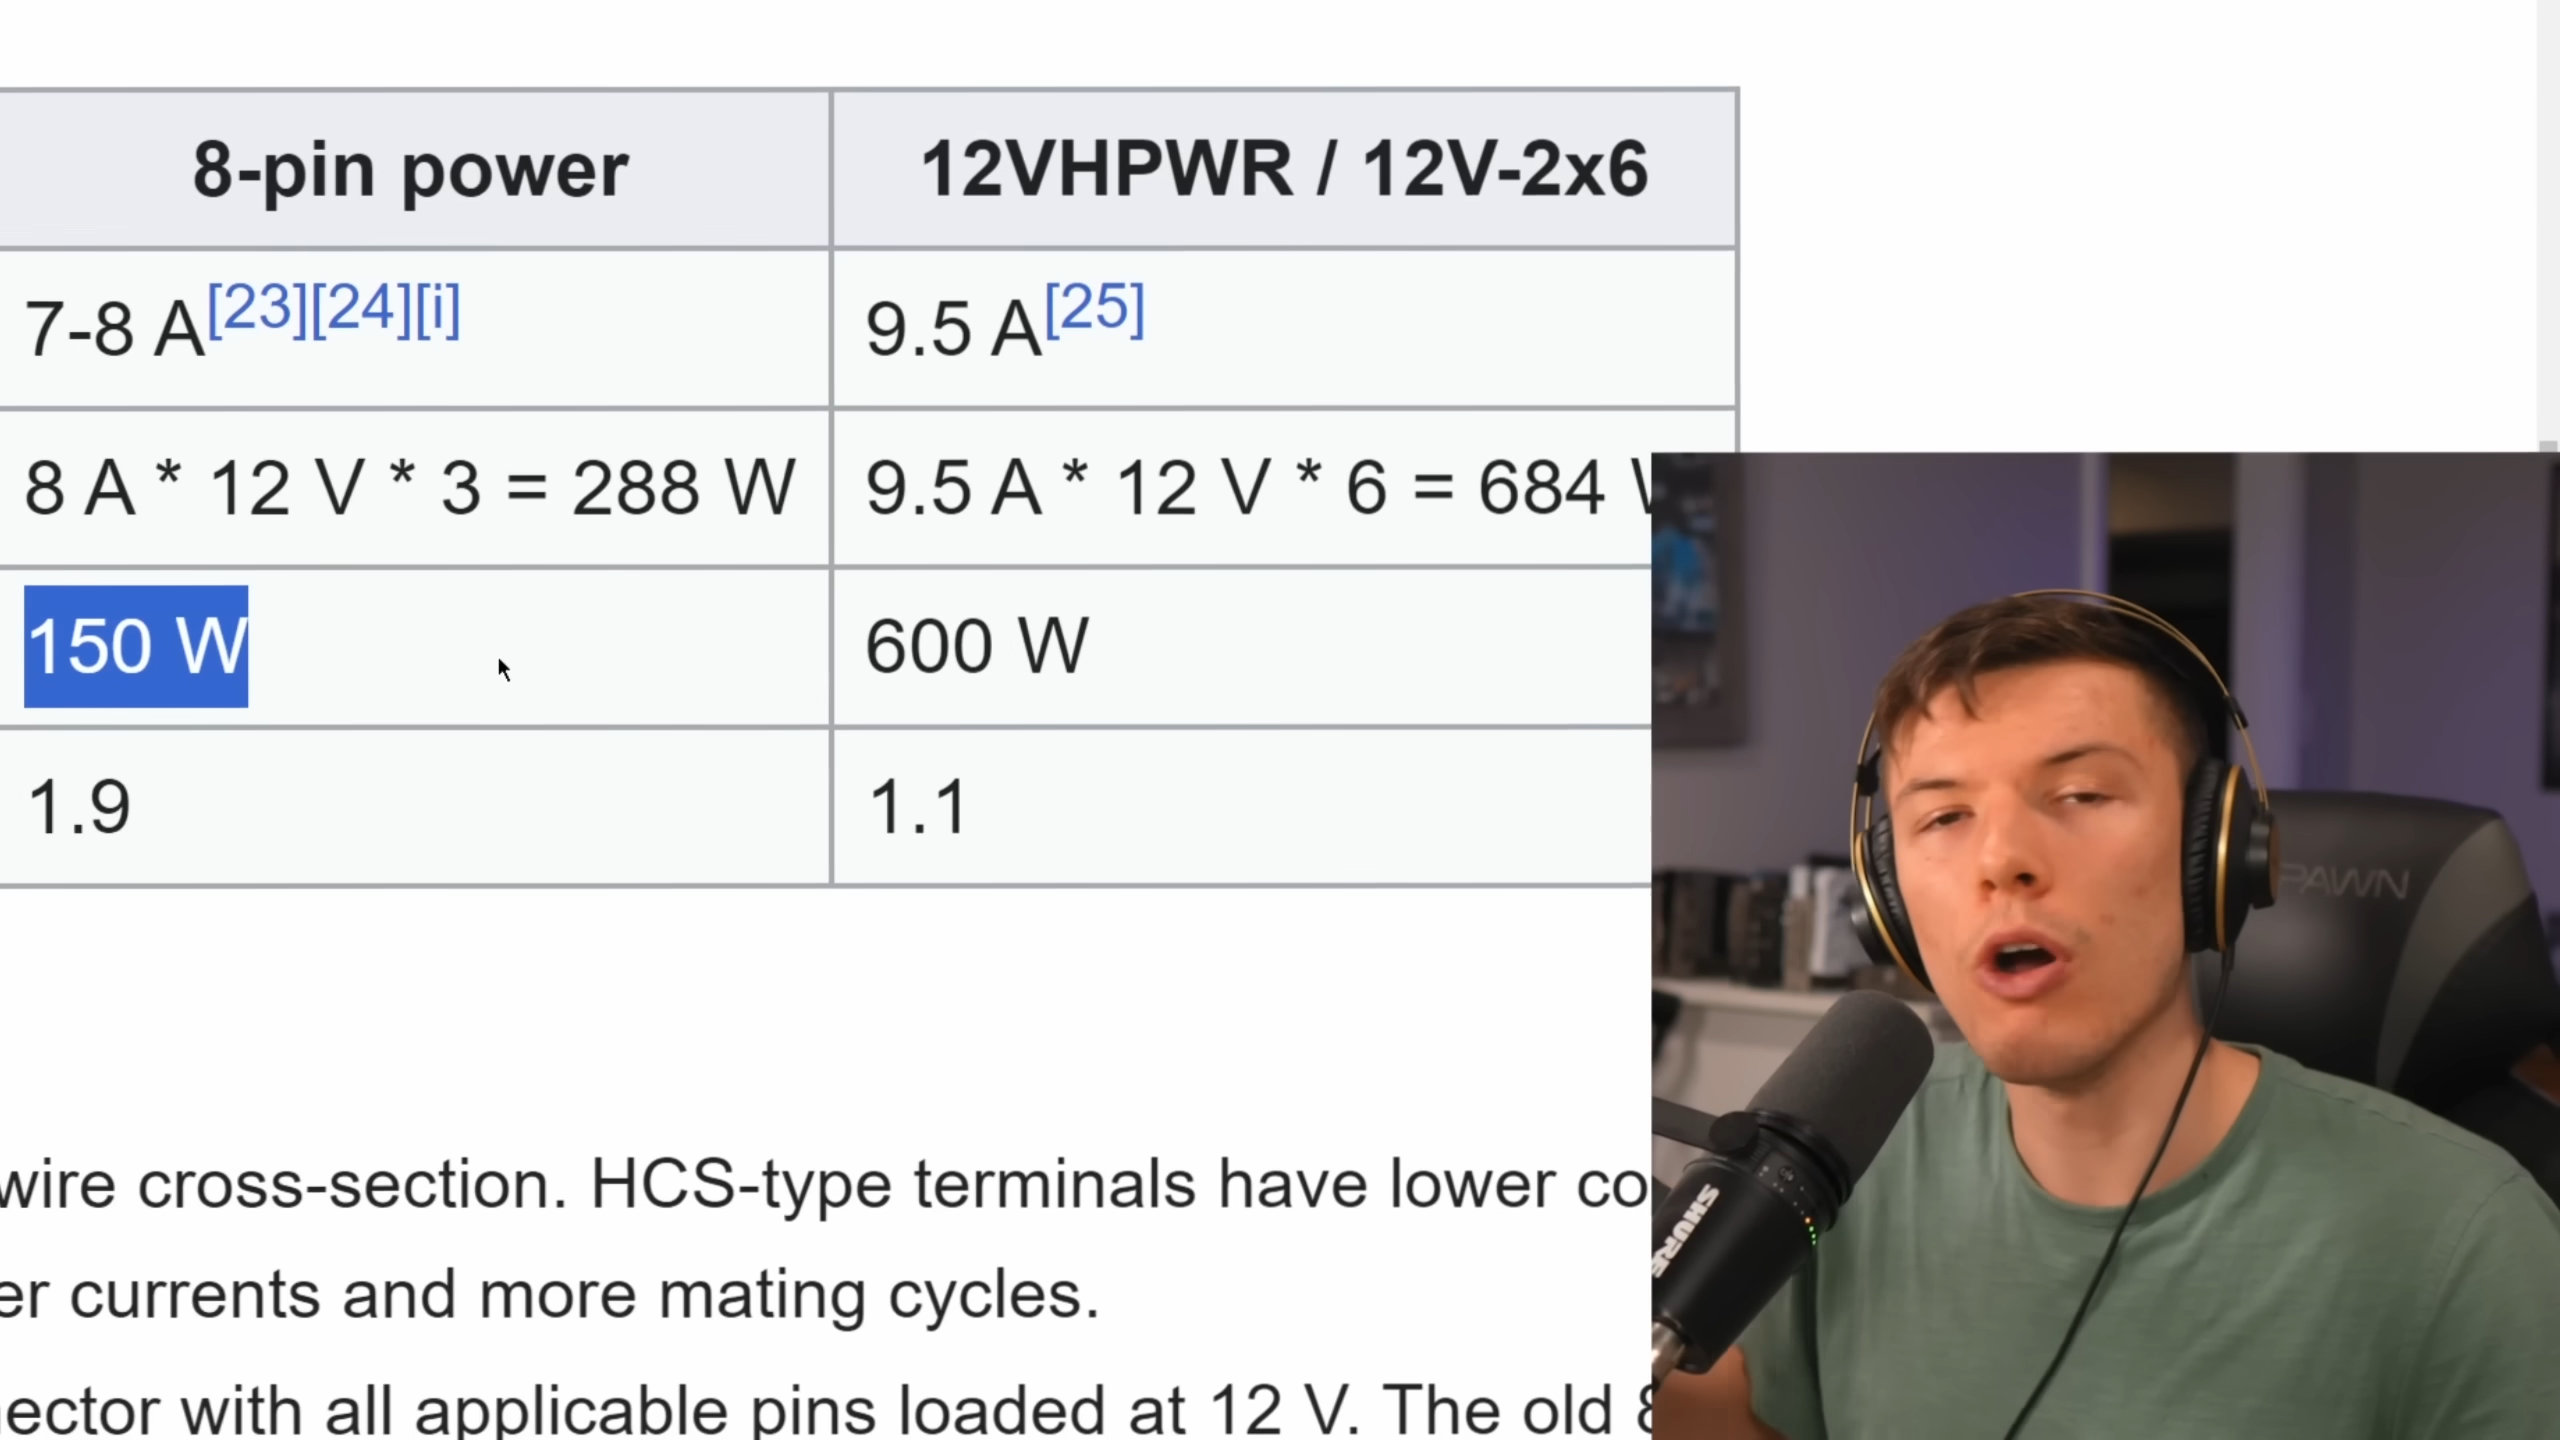 8-pin power
12VHPWR / 12V-2x6
7-8 A[23][24][i]
9.5 A[25]
8 A * 12 V * 3 = 288 W
9.5 A * 12 V * 6 = 684
150 W
600 W
1.9
1.1
wire cross-section. HCS-type terminals have lower co
er currents and more mating cycles.
ector with all applicable pins loaded at 12 V. The old
PAWN
SHURE